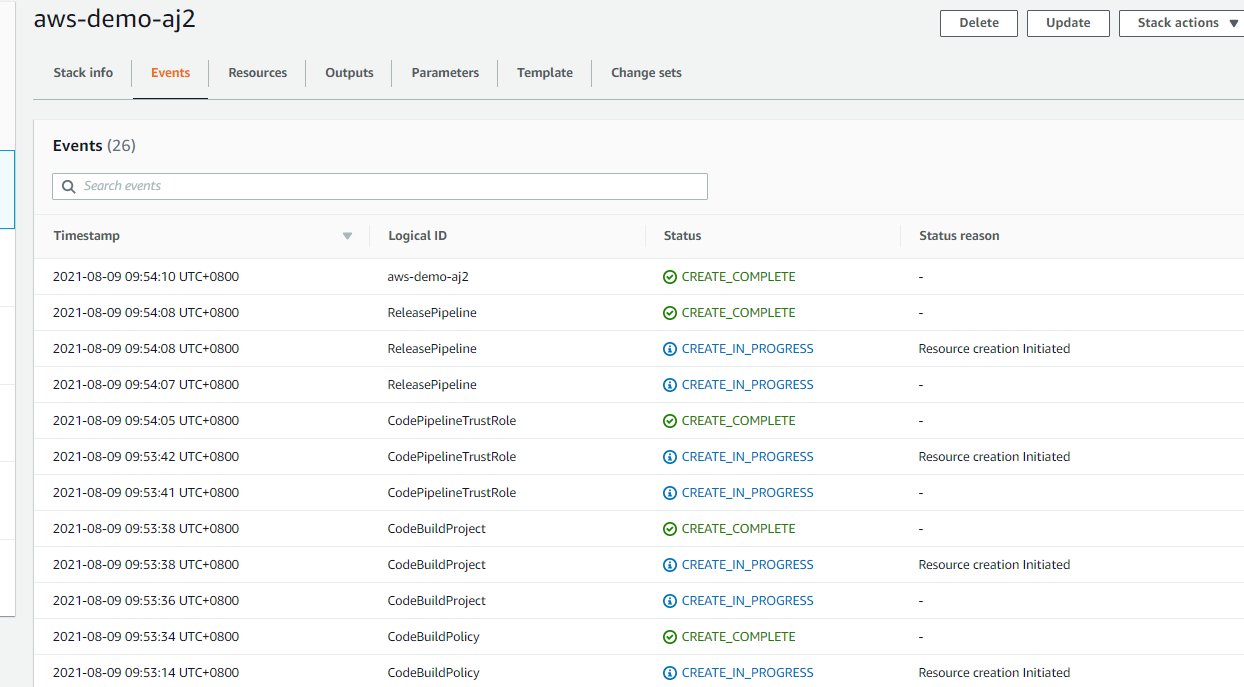 aws-demo-aj2
Delete Update Stack actions
Stack info Events Resources Outputs Parameters Template Change sets
Events (26)
Search events
Timestamp Logical ID Status Status reason
2021-08-09 09:54:10 UTC+0800 aws-demo-aj2 CREATE_COMPLETE -
2021-08-09 09:54:08 UTC+0800 ReleasePipeline CREATE_COMPLETE -
2021-08-09 09:54:08 UTC+0800 ReleasePipeline CREATE_IN_PROGRESS Resource creation Initiated
2021-08-09 09:54:07 UTC+0800 ReleasePipeline CREATE_IN_PROGRESS -
2021-08-09 09:54:05 UTC+0800 CodePipelineTrustRole CREATE_COMPLETE -
2021-08-09 09:53:42 UTC+0800 CodePipelineTrustRole CREATE_IN_PROGRESS Resource creation Initiated
2021-08-09 09:53:41 UTC+0800 CodePipelineTrustRole CREATE_IN_PROGRESS -
2021-08-09 09:53:38 UTC+0800 CodeBuildProject CREATE_COMPLETE -
2021-08-09 09:53:38 UTC+0800 CodeBuildProject CREATE_IN_PROGRESS Resource creation Initiated
2021-08-09 09:53:36 UTC+0800 CodeBuildProject CREATE_IN_PROGRESS -
2021-08-09 09:53:34 UTC+0800 CodeBuildPolicy CREATE_COMPLETE -
2021-08-09 09:53:14 UTC+0800 CodeBuildPolicy CREATE_IN_PROGRESS Resource creation Initiated